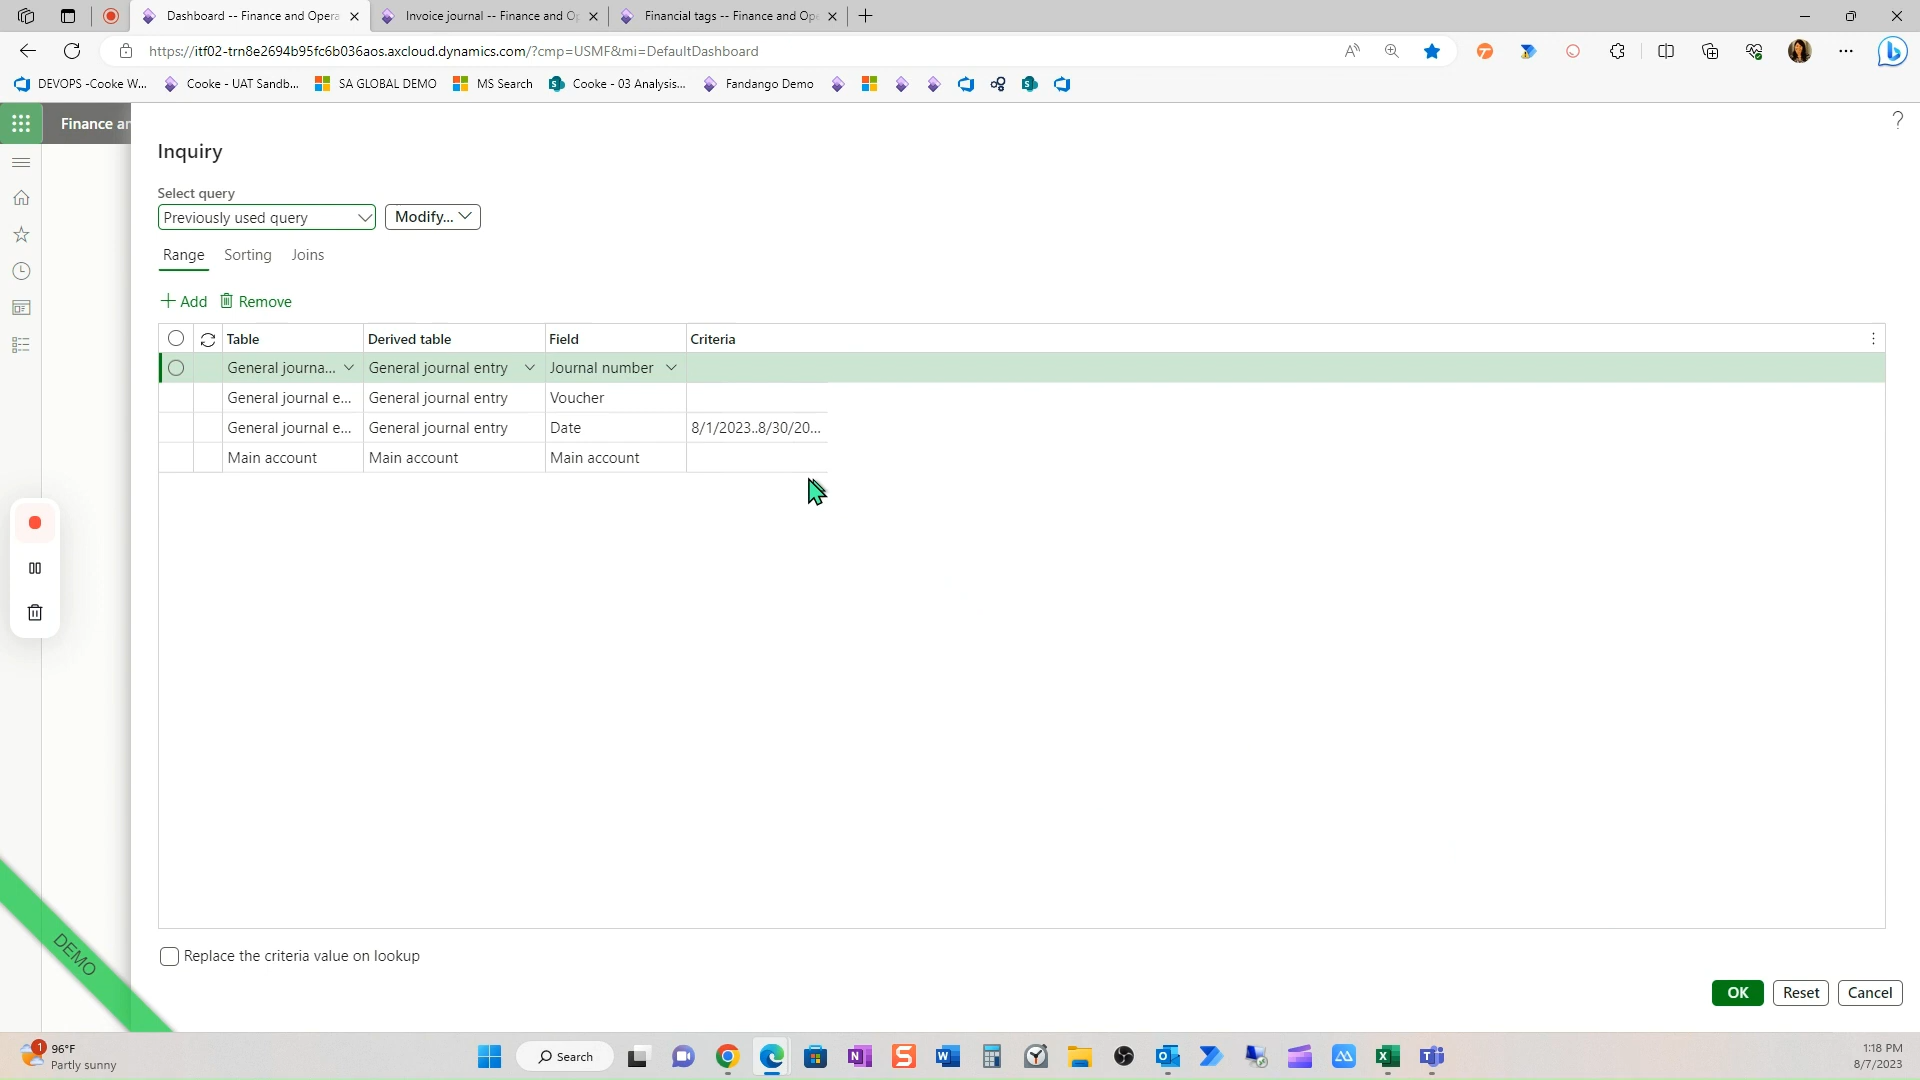 Dashboard -- Finance and Opera
Invoice journal -- Finance and Op
Financial tags -- Finance and Ope
https://itf02-trn8e2694b95fc6b036aos.axcloud.dynamics.com/?cmp=USMF&mi=DefaultDashboard
DEVOPS -Cooke W...
Cooke - UAT Sandb...
SA GLOBAL DEMO
MS Search
Cooke - 03 Analysis...
Fandango Demo
Finance an
?
Inquiry
Select query
Previously used query
Modify...
Range Sorting Joins
+ Add Remove
Table Derived table Field Criteria
General journa... General journal entry Journal number
General journal e... General journal entry Voucher
General journal e... General journal entry Date 8/1/2023..8/30/20...
Main account Main account Main account
Replace the criteria value on lookup
OK Reset Cancel
DEMO
1
96°F
Partly sunny
Search
1:18 PM
8/7/2023